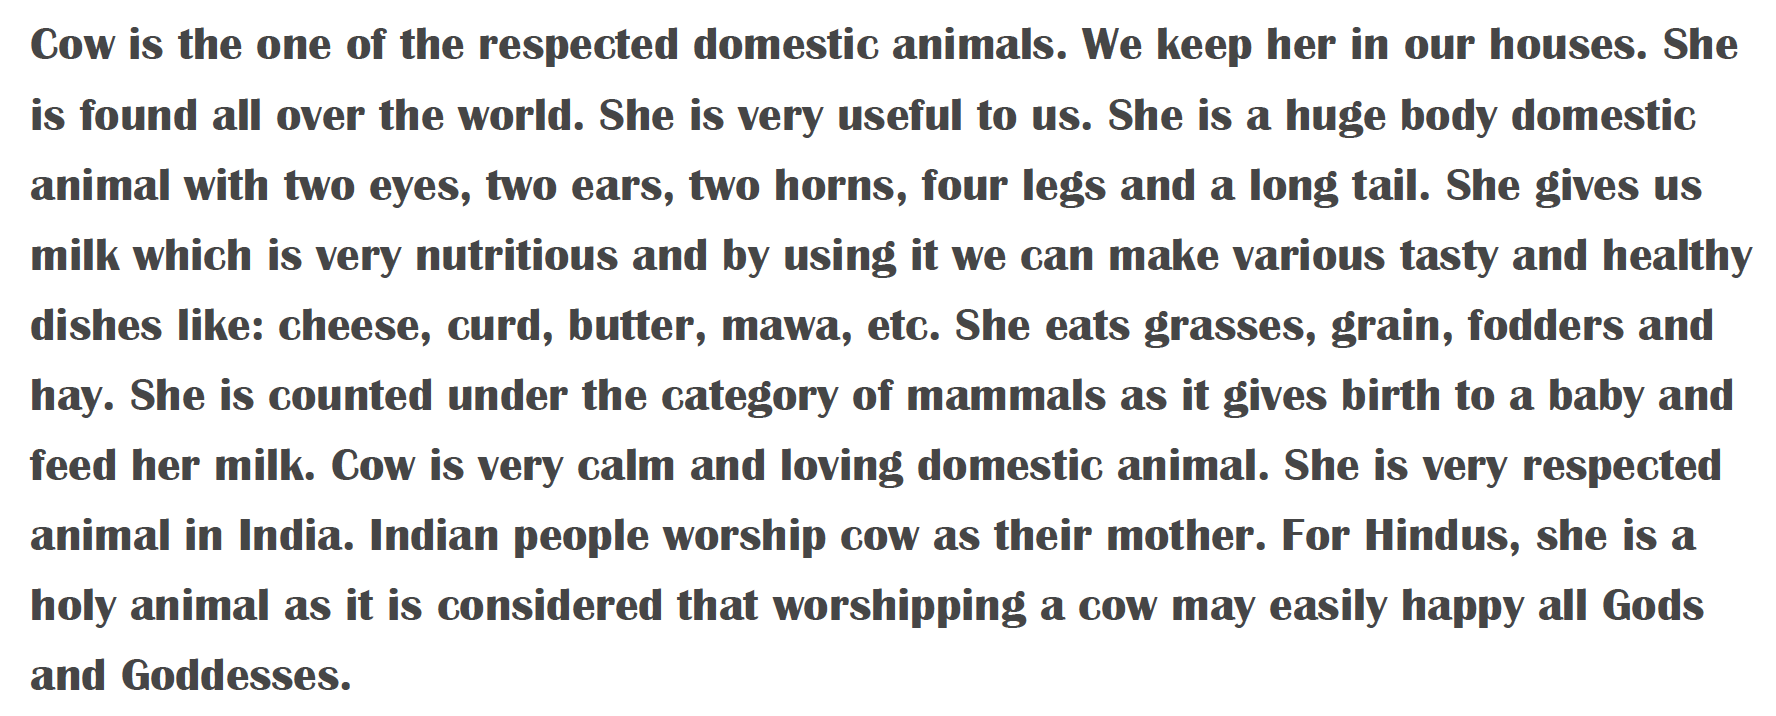 Cow is the one of the respected domestic animals. We keep her in our houses. She
is found all over the world. She is very useful to us. She is a huge body domestic
animal with two eyes, two ears, two horns, four legs and a long tail. She gives us
milk which is very nutritious and by using it we can make various tasty and healthy
dishes like: cheese, curd, butter, mawa, etc. She eats grasses, grain, fodders and
hay. She is counted under the category of mammals as it gives birth to a baby and
feed her milk. Cow is very calm and loving domestic animal. She is very respected
animal in India. Indian people worship cow as their mother. For Hindus, she is a
holy animal as it is considered that worshipping a cow may easily happy all Gods
and Goddesses.